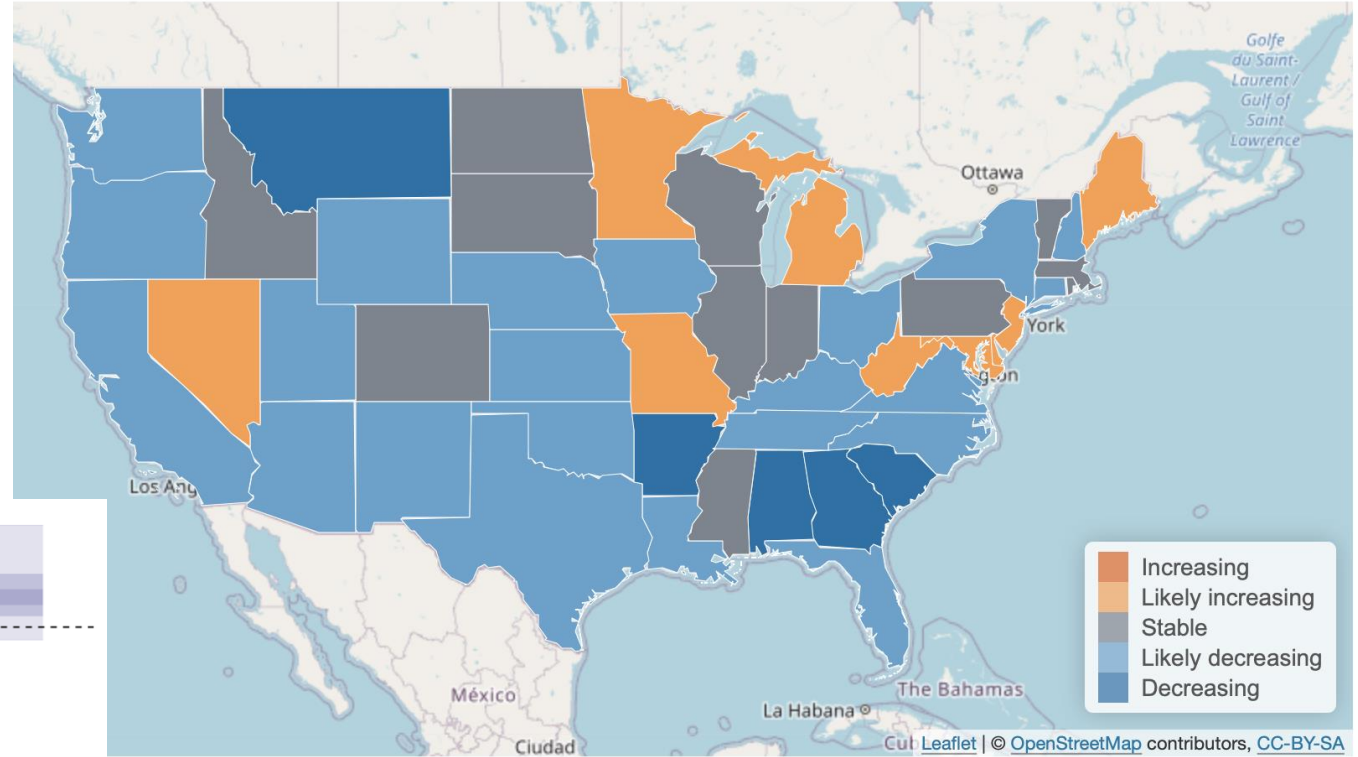 Golfe
du Saint-
Laurent /
Gulf of
Saint
Lawrence
Ottawa
York
Los Ang
México
Ciudad
La Habana
The Bahamas
Increasing
Likely increasing
Stable
Likely decreasing
Decreasing
Leaflet | © OpenStreetMap contributors, CC-BY-SA